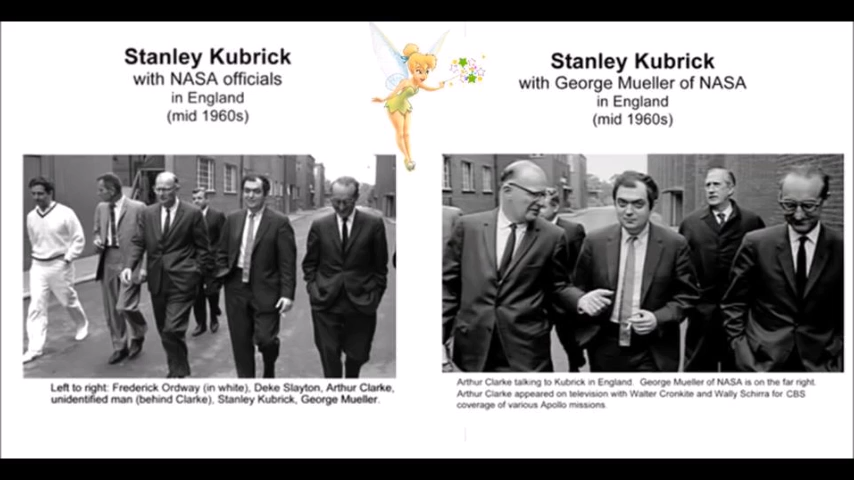 Stanley Kubrick
with NASA officials
in England
(mid 1960s)
Left to right: Frederick Ordway (in white), Deke Slayton, Arthur Clarke,
unidentified man (behind Clarke), Stanley Kubrick, George Mueller.
Stanley Kubrick
with George Mueller of NASA
in England
(mid 1960s)
Arthur Clarke talking to Kubrick in England. George Mueller of NASA is on the far right.
Arthur Clarke appeared on television with Walter Cronkite and Wally Schirra for CBS
coverage of various Apollo missions.